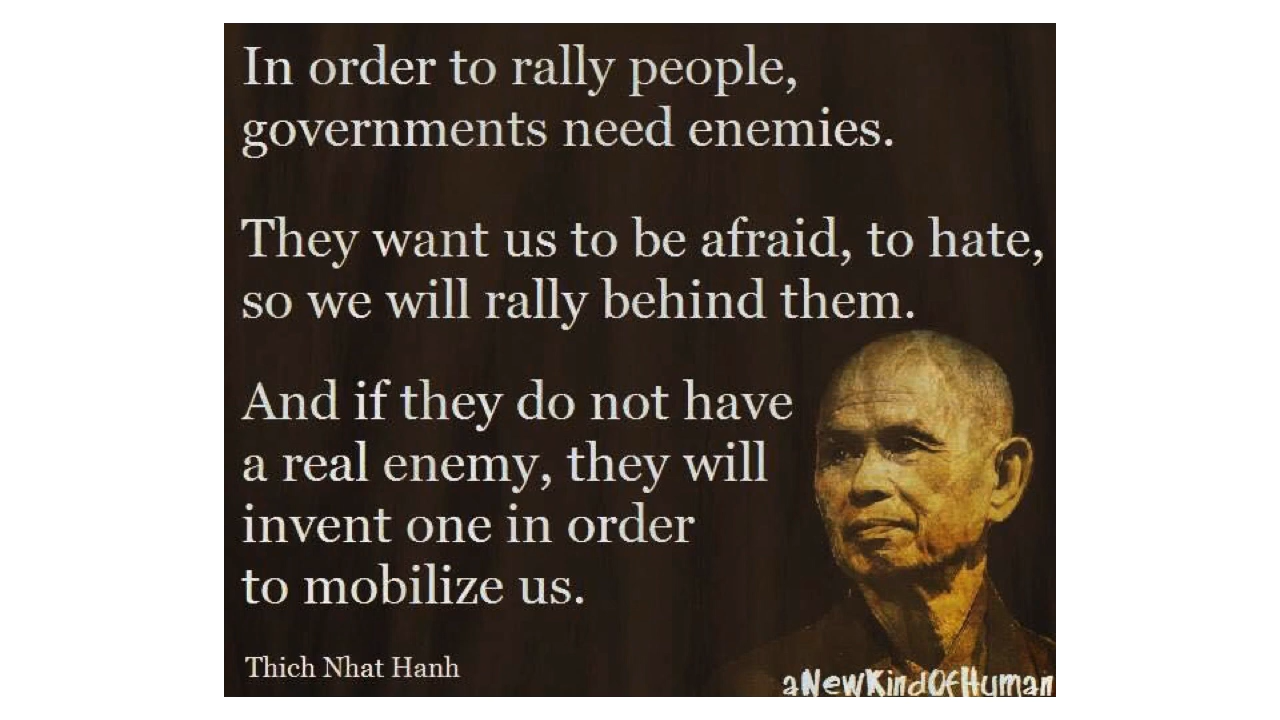 In order to rally people,
governments need enemies.
They want us to be afraid, to hate,
so we will rally behind them.
And if they do not have
a real enemy, they will
invent one in order
to mobilize us.
Thich Nhat Hanh
aNewKindOfHuman